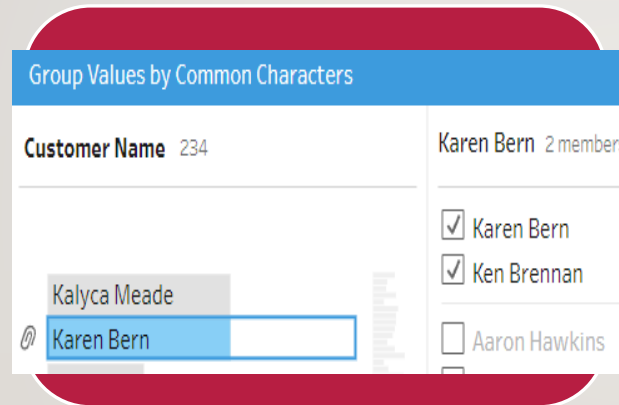 Group Values by Common Characters
Customer Name 234
Karen Bern 2 member
Karen Bern
Ken Brennan
Kalyca Meade
Karen Bern
Aaron Hawkins